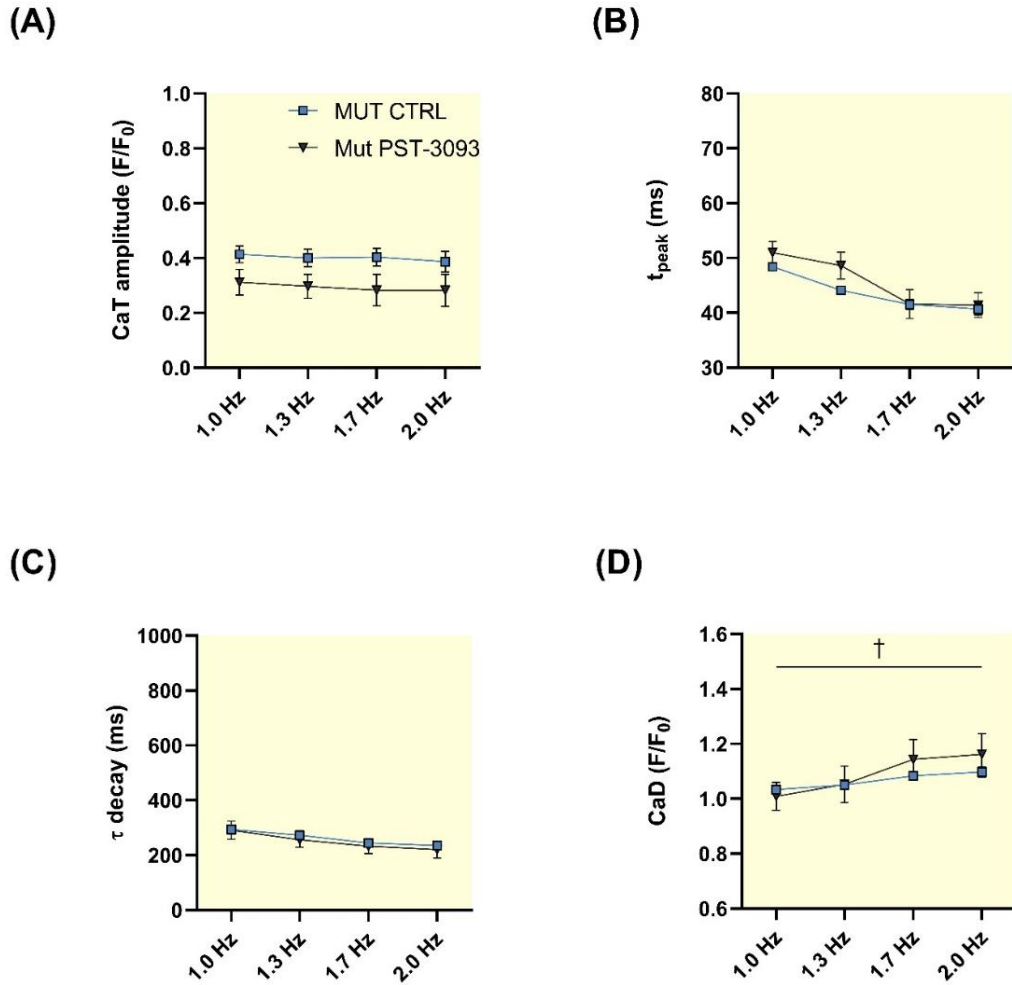 (A)
CaT amplitude (F/F0)
1.0
0.8
0.6
0.4
0.2
0.0
MUT CTRL
Mut PST-3093
1.0 Hz
1.3 Hz
1.7 Hz
2.0 Hz
(B)
tpeak (ms)
80
70
60
50
40
30
1.0 Hz
1.3 Hz
1.7 Hz
2.0 Hz
(C)
τ decay (ms)
1000
800
600
400
200
0
1.0 Hz
1.3 Hz
1.7 Hz
2.0 Hz
(D)
CaD (F/F0)
1.6
1.4
1.2
1.0
0.8
0.6
†
1.0 Hz
1.3 Hz
1.7 Hz
2.0 Hz